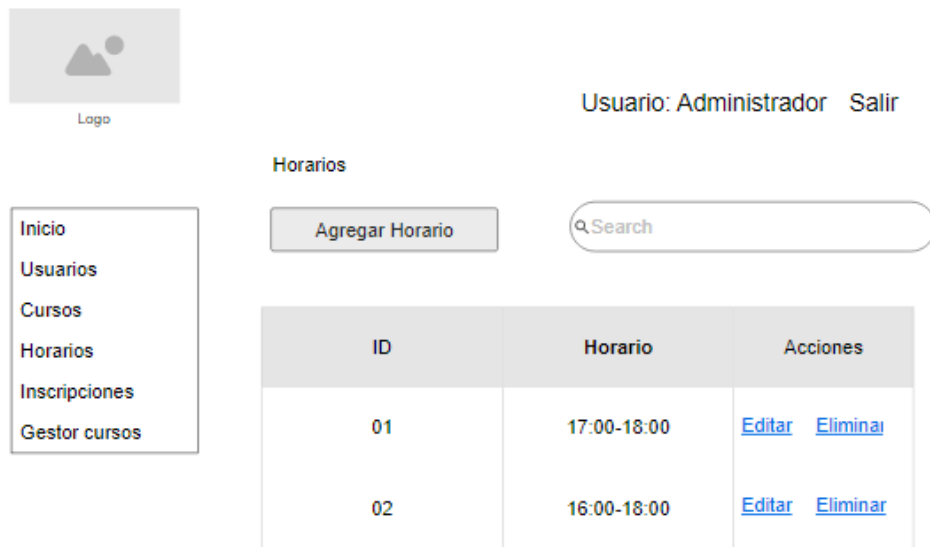 Logo
Usuario: Administrador Salir
Horarios
Inicio
Usuarios
Cursos
Horarios
Inscripciones
Gestor cursos
Agregar Horario
Search
ID Horario Acciones
01 17:00-18:00 Editar Eliminar
02 16:00-18:00 Editar Eliminar